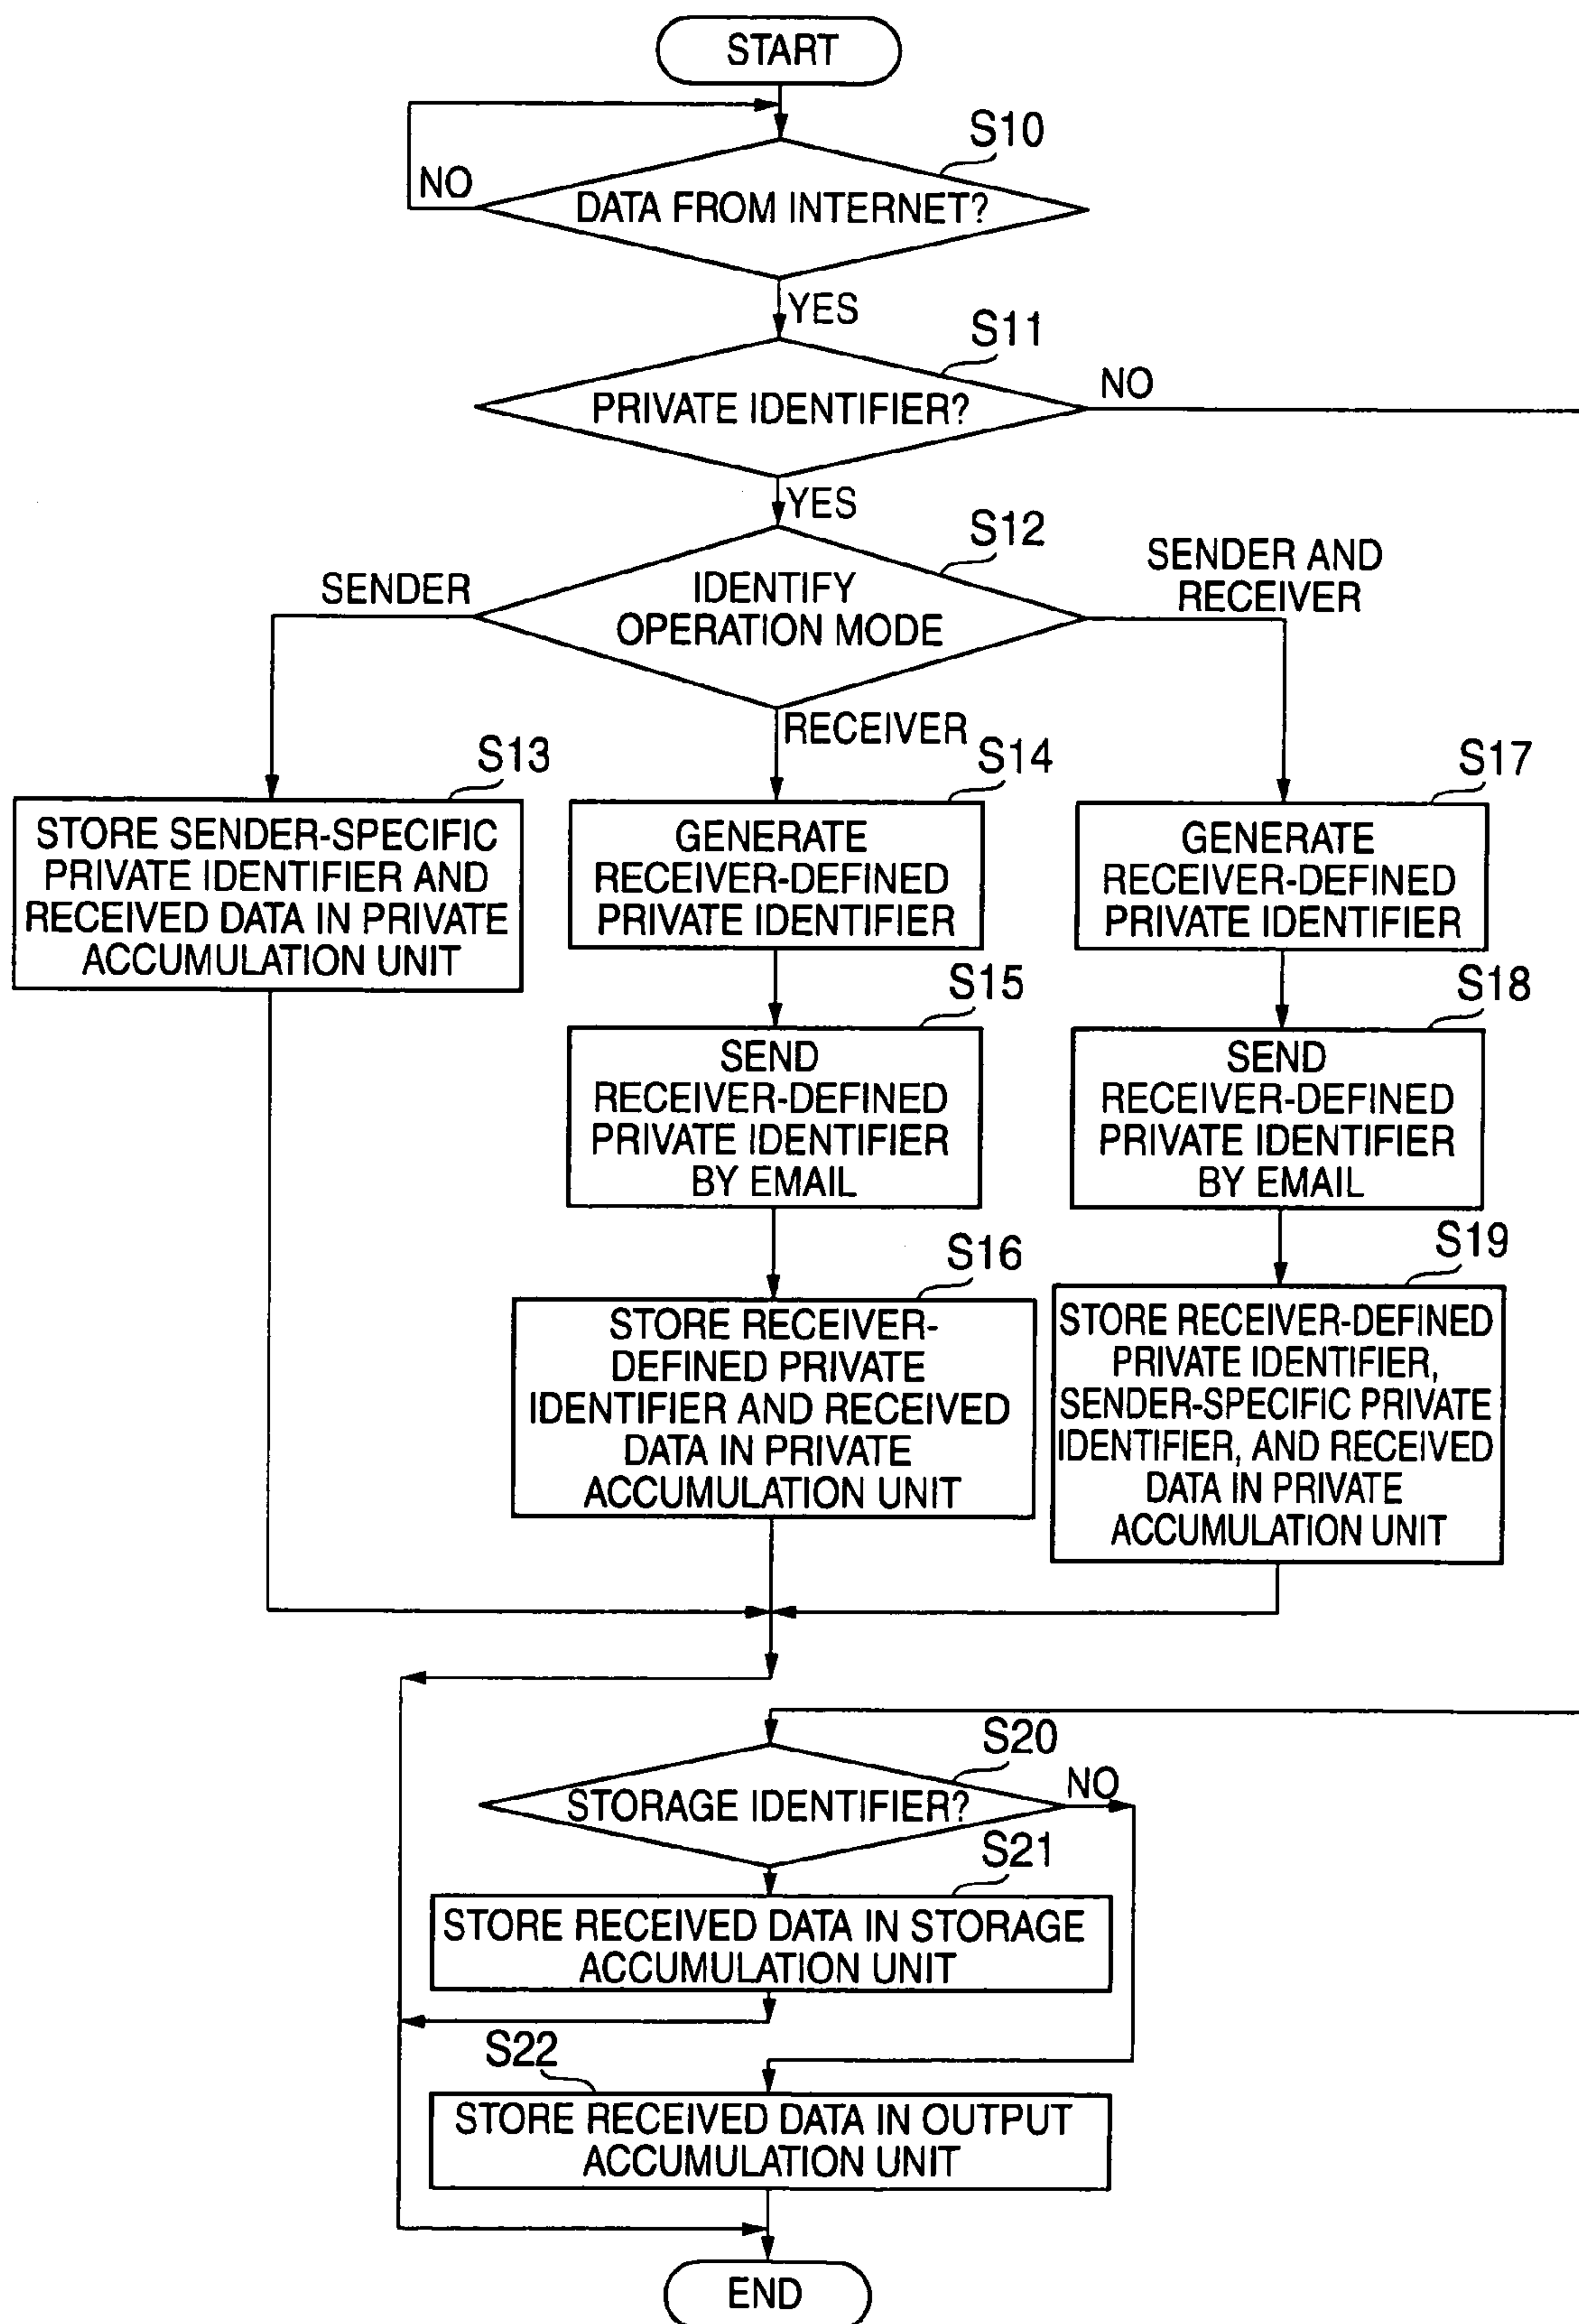 START
S10
NO
DATA FROM INTERNET?
YES
S11
NO
PRIVATE IDENTIFIER?
YES
S12
SENDER AND
RECEIVER
SENDER
IDENTIFY
OPERATION MODE
RECEIVER
S13
STORE SENDER-SPECIFIC
PRIVATE IDENTIFIER AND
RECEIVED DATA IN PRIVATE
ACCUMULATION UNIT
S14
GENERATE
RECEIVER-DEFINED
PRIVATE IDENTIFIER
S17
GENERATE
RECEIVER-DEFINED
PRIVATE IDENTIFIER
S15
SEND
RECEIVER-DEFINED
PRIVATE IDENTIFIER
BY EMAIL
S18
SEND
RECEIVER-DEFINED
PRIVATE IDENTIFIER
BY EMAIL
S16
STORE RECEIVER-
DEFINED PRIVATE
IDENTIFIER AND RECEIVED
DATA IN PRIVATE
ACCUMULATION UNIT
S19
STORE RECEIVER-DEFINED
PRIVATE IDENTIFIER,
SENDER-SPECIFIC PRIVATE
IDENTIFIER, AND RECEIVED
DATA IN PRIVATE
ACCUMULATION UNIT
S20
NO
STORAGE IDENTIFIER?
S21
STORE RECEIVED DATA IN STORAGE
ACCUMULATION UNIT
S22
STORE RECEIVED DATA IN OUTPUT
ACCUMULATION UNIT
END